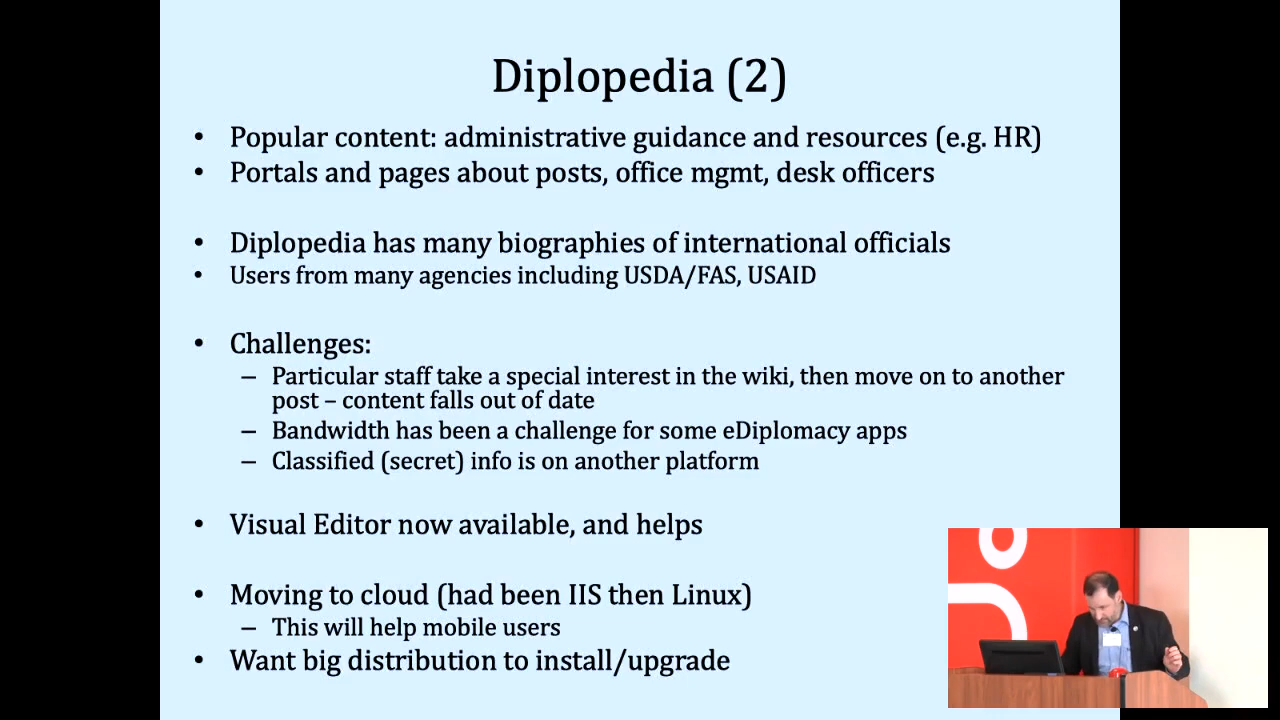 Diplopedia (2)
• Popular content: administrative guidance and resources (e.g. HR)
• Portals and pages about posts, office mgmt, desk officers
• Diplopedia has many biographies of international officials
• Users from many agencies including USDA/FAS, USAID
• Challenges:
– Particular staff take a special interest in the wiki, then move on to another
post – content falls out of date
– Bandwidth has been a challenge for some eDiplomacy apps
– Classified (secret) info is on another platform
• Visual Editor now available, and helps
• Moving to cloud (had been IIS then Linux)
– This will help mobile users
• Want big distribution to install/upgrade